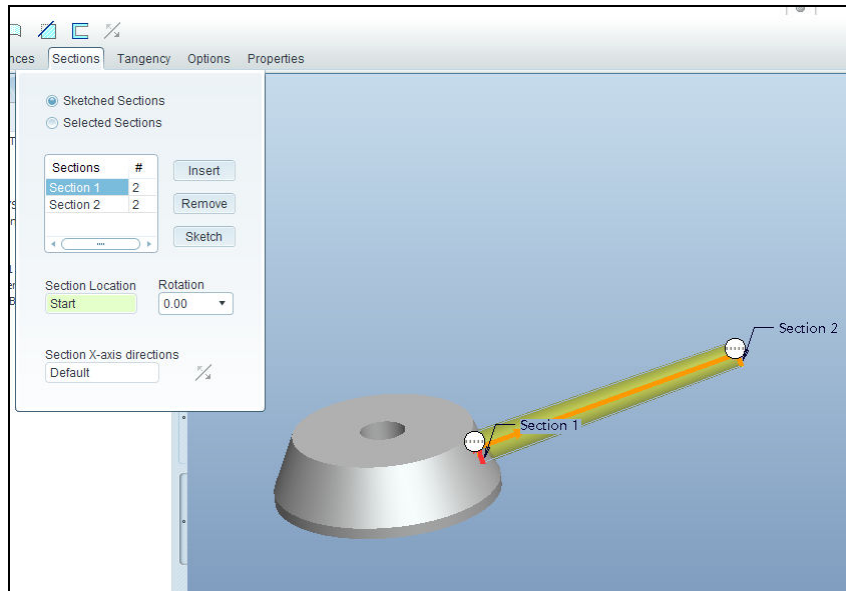 nces Sections Tangency Options Properties
Sketched Sections
Selected Sections
Sections #
Section 1 2
Section 2 2
Insert
Remove
Sketch
Section Location Rotation
Start 0.00
Section X-axis directions
Default
Section 2
Section 1